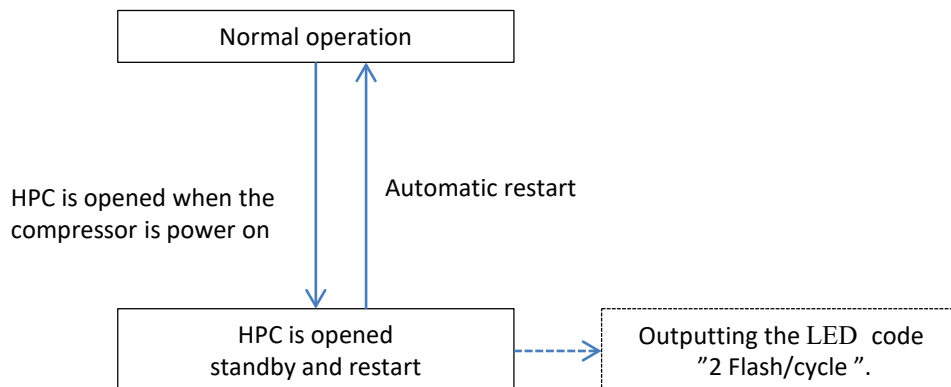 Normal operation
HPC is opened when the
compressor is power on
Automatic restart
HPC is opened
standby and restart
Outputting the LED code
”2 Flash/cycle ”.